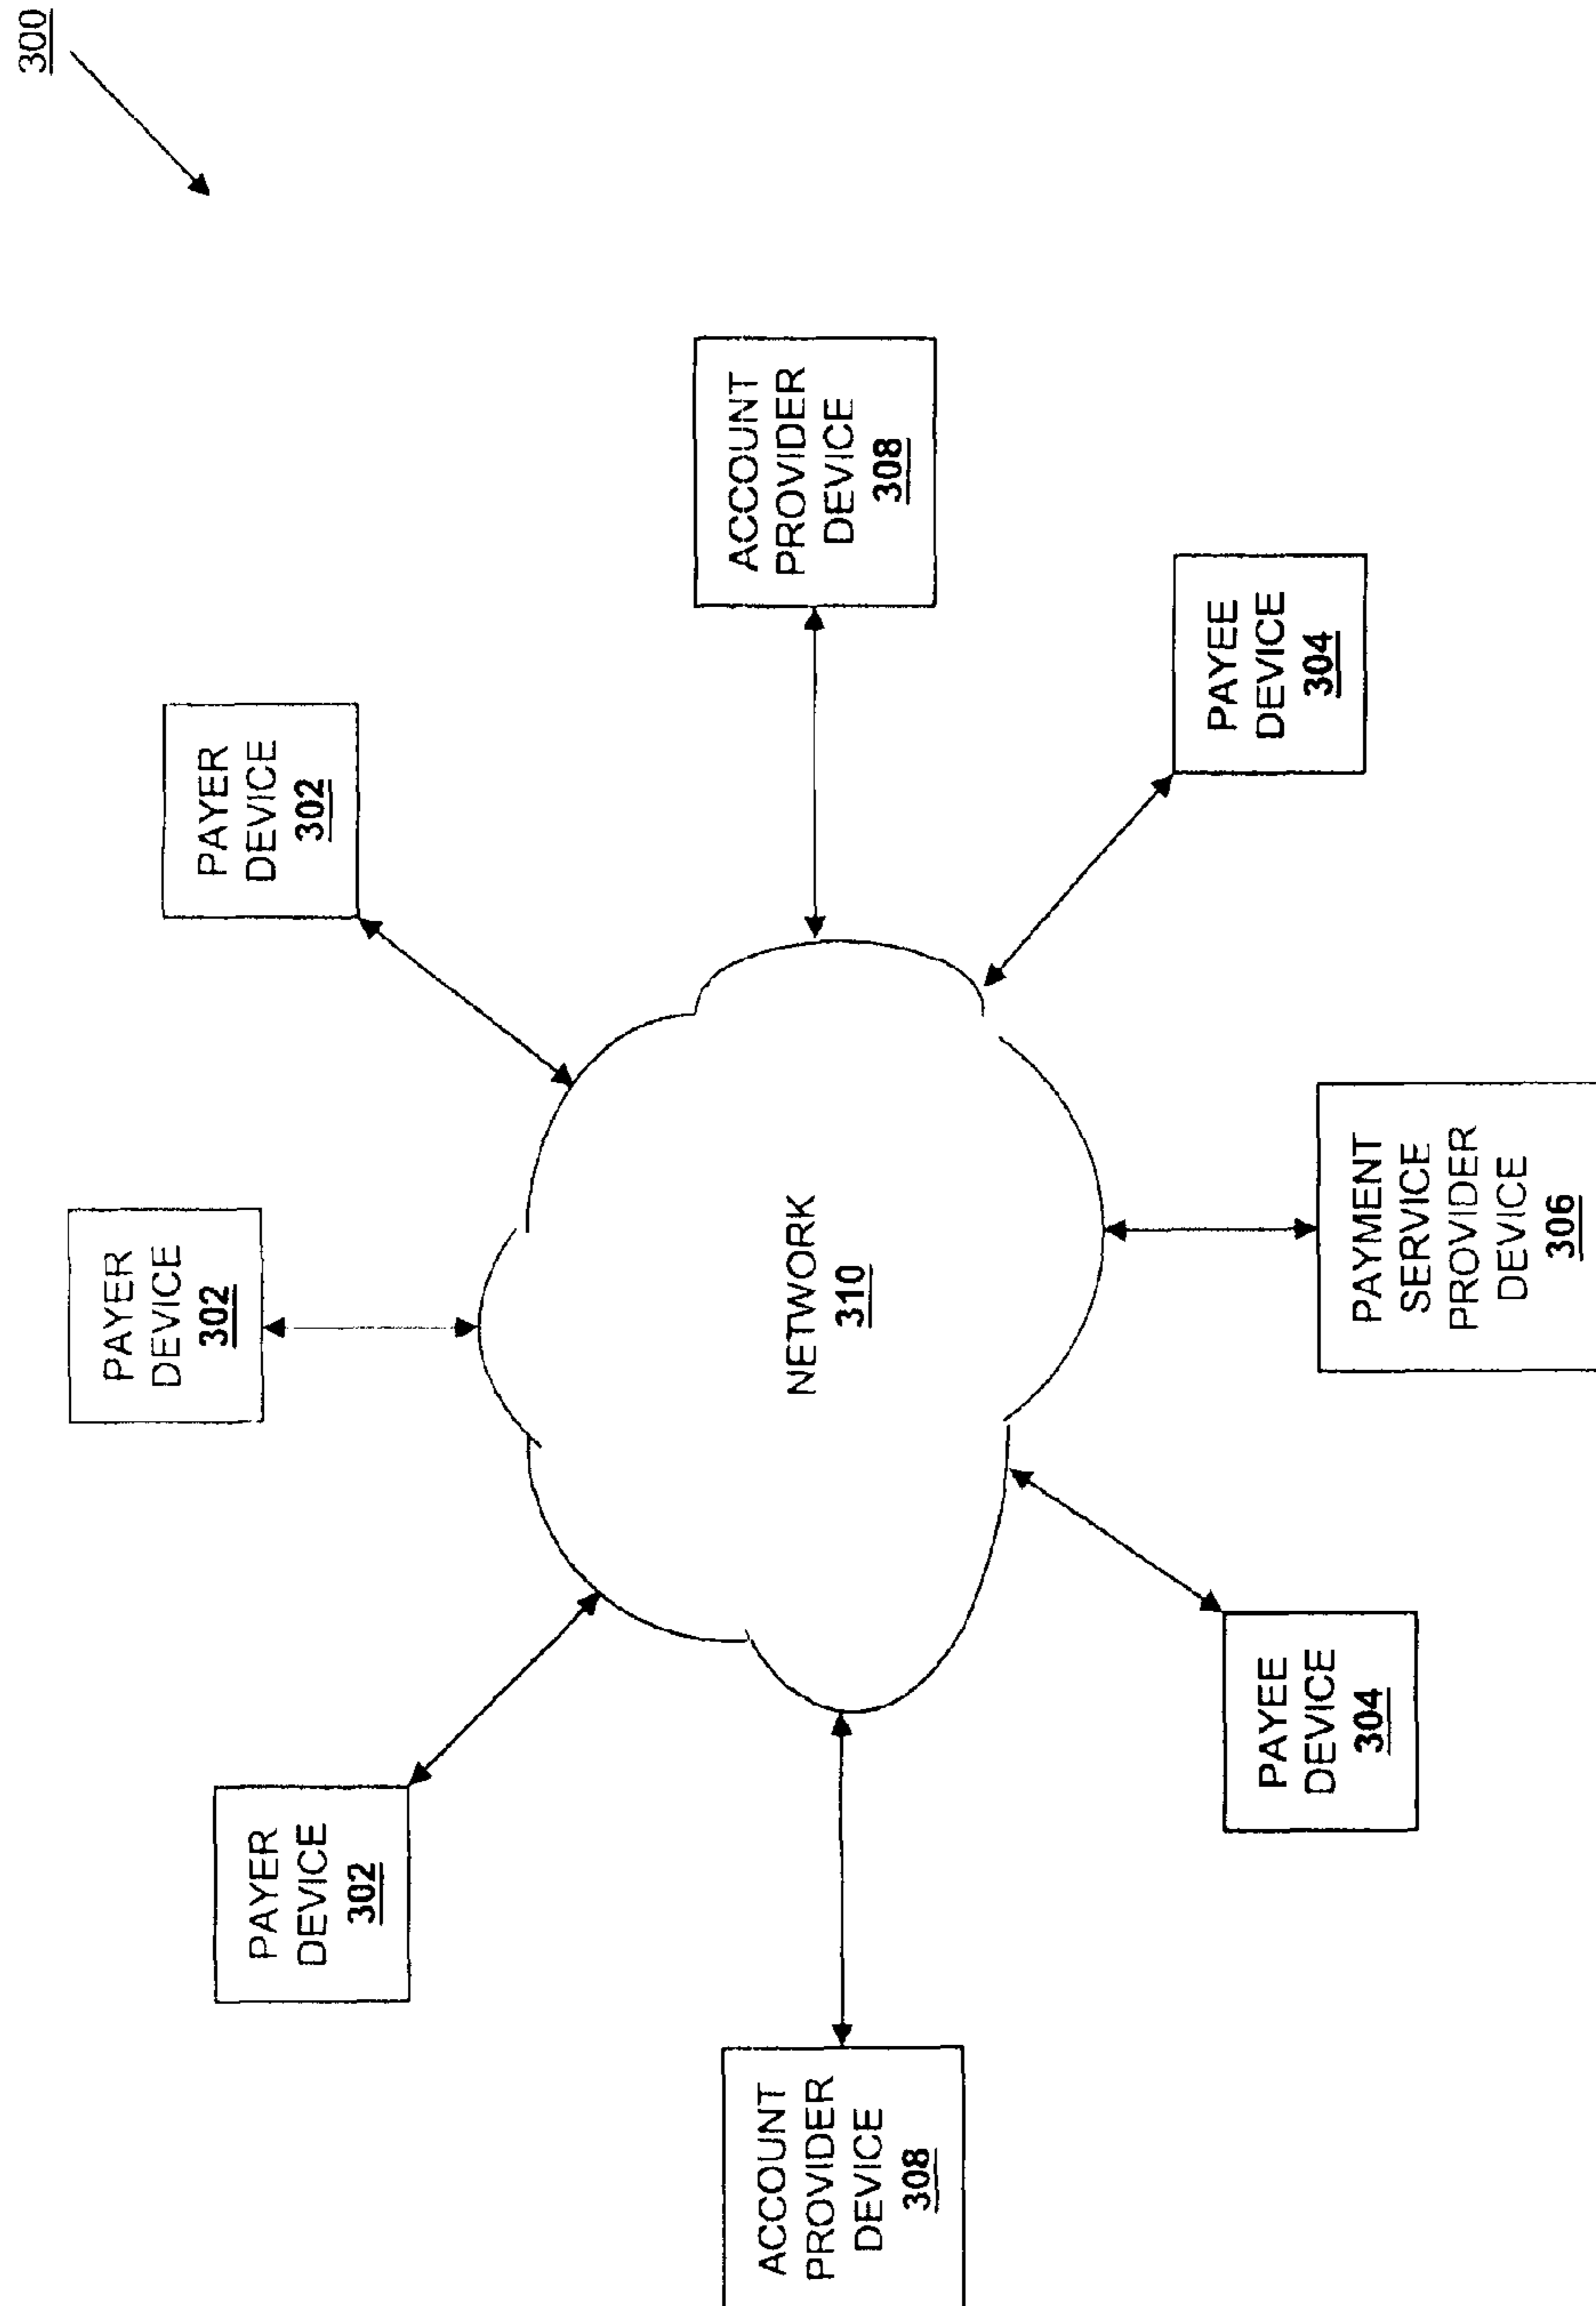 300
PAYER
DEVICE
302
PAYER
DEVICE
302
PAYER
DEVICE
302
ACCOUNT
PROVIDER
DEVICE
308
NETWORK
310
ACCOUNT
PROVIDER
DEVICE
308
PAYEE
DEVICE
304
PAYMENT
SERVICE
PROVIDER
DEVICE
306
PAYEE
DEVICE
304